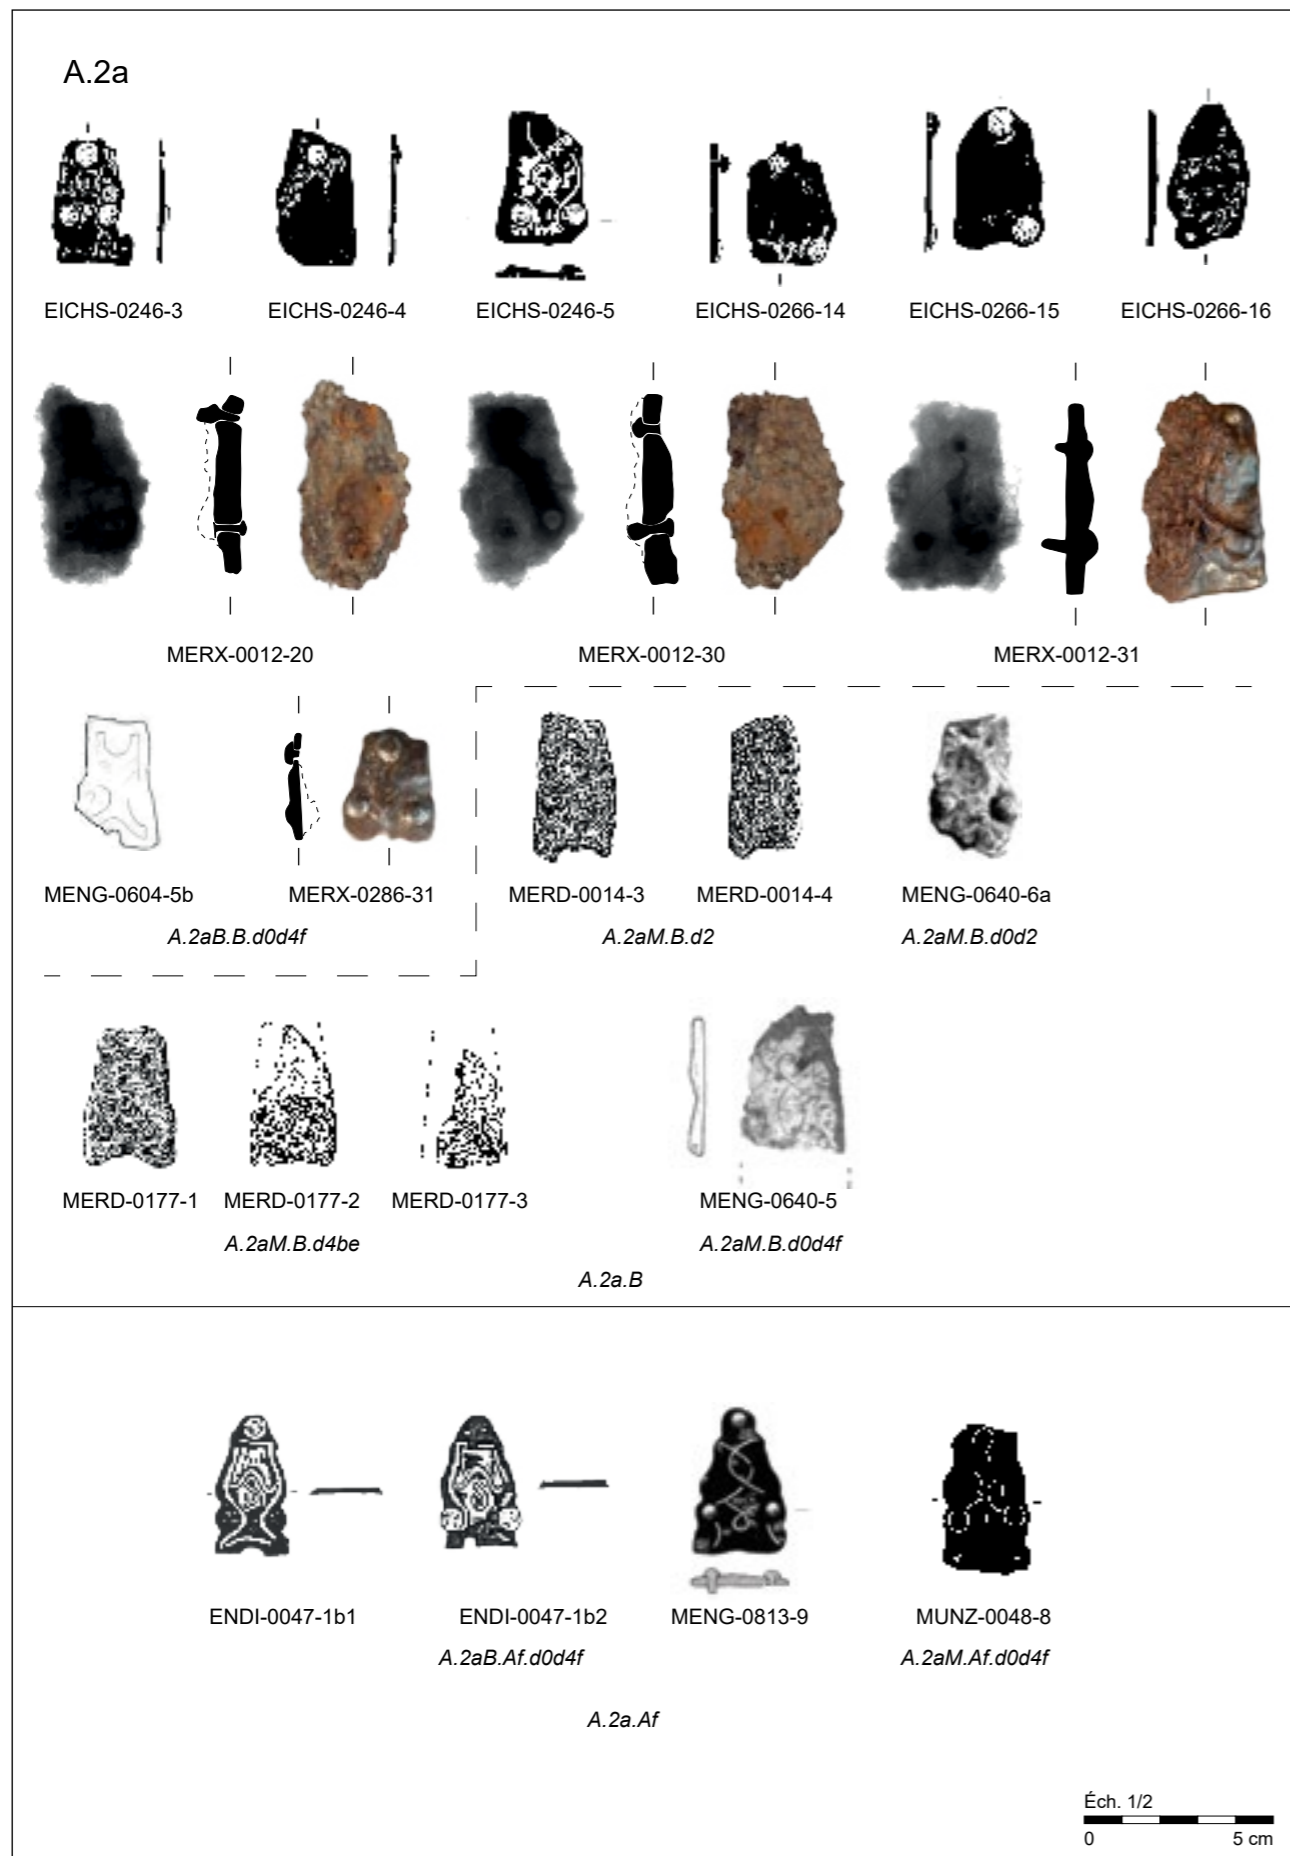 A.2a
EICHS-0246-3 EICHS-0246-4 EICHS-0246-5 EICHS-0266-14 EICHS-0266-15 EICHS-0266-16
MERX-0012-20 MERX-0012-30 MERX-0012-31
MENG-0604-5b MERX-0286-31 MERD-0014-3 MERD-0014-4 MENG-0640-6a
A.2aB.B.d0d4f A.2aM.B.d2 A.2aM.B.d0d2
MERD-0177-1 MERD-0177-2 MERD-0177-3 MENG-0640-5
A.2aM.B.d4be A.2aM.B.d0d4f
A.2a.B
ENDI-0047-1b1 ENDI-0047-1b2 MENG-0813-9 MUNZ-0048-8
A.2aB.Af.d0d4f A.2aM.Af.d0d4f
A.2a.Af
Éch. 1/2
0 5 cm